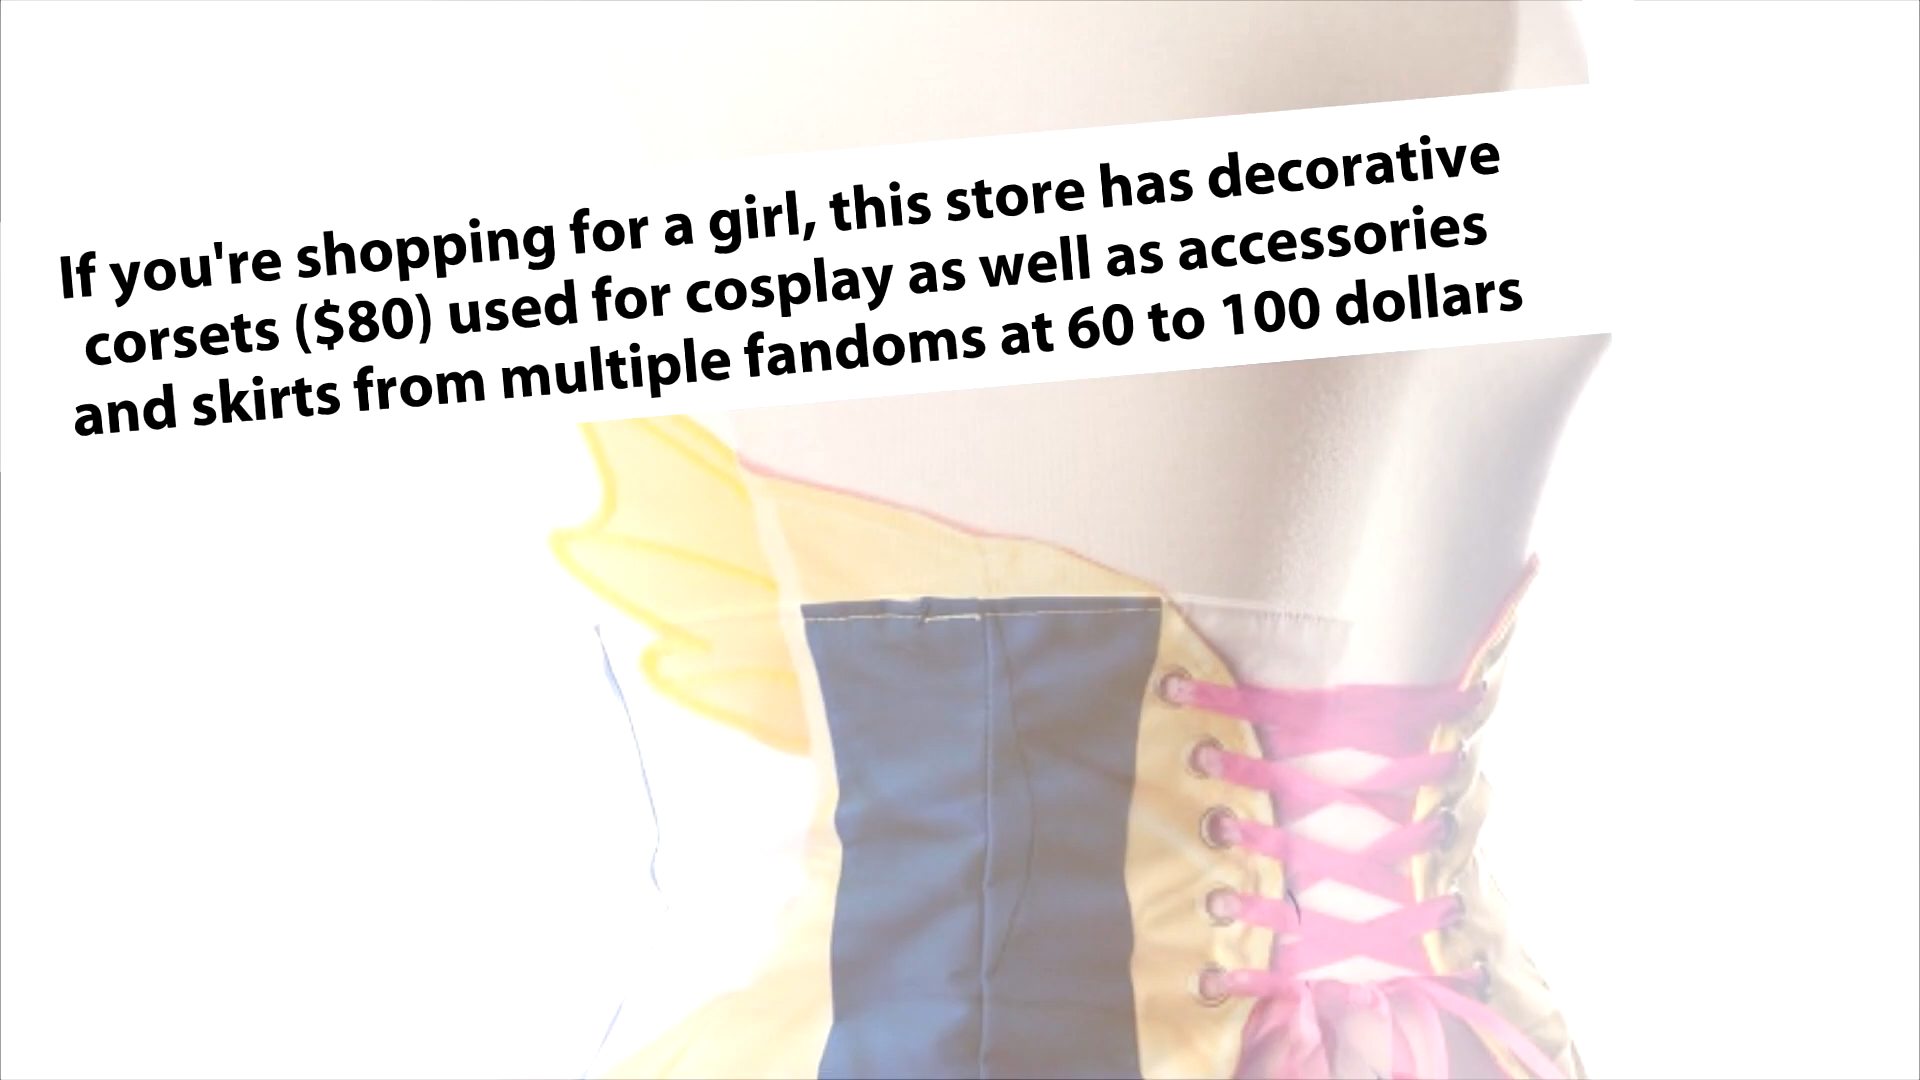 If you're shopping for a girl, this store has decorative
corsets ($80) used for cosplay as well as accessories
and skirts from multiple fandoms at 60 to 100 dollars